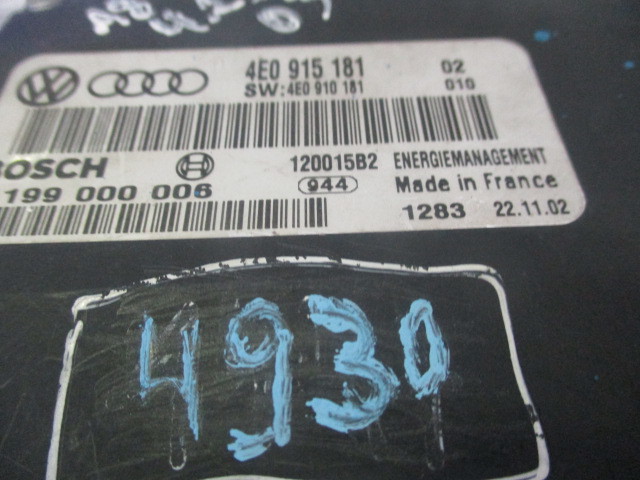 4E0 915 181 02
SW:4E0 910 181 010
BOSCH 120015B2 ENERGIEMANAGEMENT
199 000 006 944 Made in France
1283 22.11.02
4930